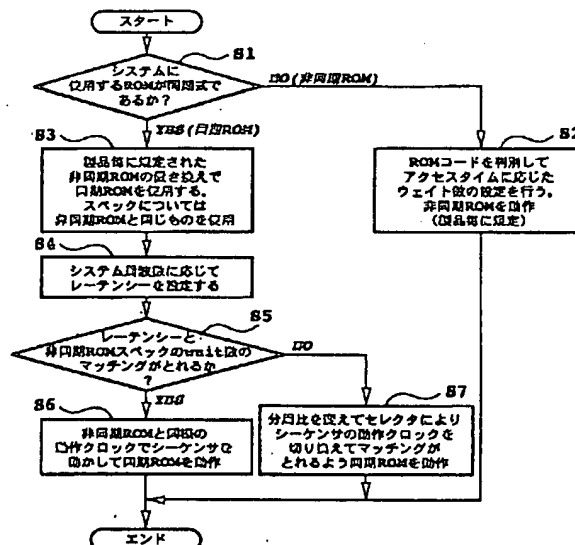 スタート
S1
システムに
使用するROMが同期式で
あるか?
NO(非同期ROM)
YES(同期ROM)
S3
製品毎に規定された
非同期ROMの置き換えで
同期ROMを使用する。
スペックについては
非同期ROMと同じものを使用
S2
ROMコードを判別して
アクセスタイムに応じた
ウェイト数の設定を行う。
非同期ROMを動作
(製品毎に規定)
S4
システム周波数に応じて
レーテンシーを設定する
S5
レーテンシーと
非同期ROMスペックのwait数の
マッチングがとれるか
?
NO
YES
S6
非同期ROMと同様の
動作クロックでシーケンサを
動かして同期ROMを動作
S7
分周比を変えてセレクタにより
シーケンサの動作クロックを
切り替えてマッチングが
とれるよう同期ROMを動作
エンド